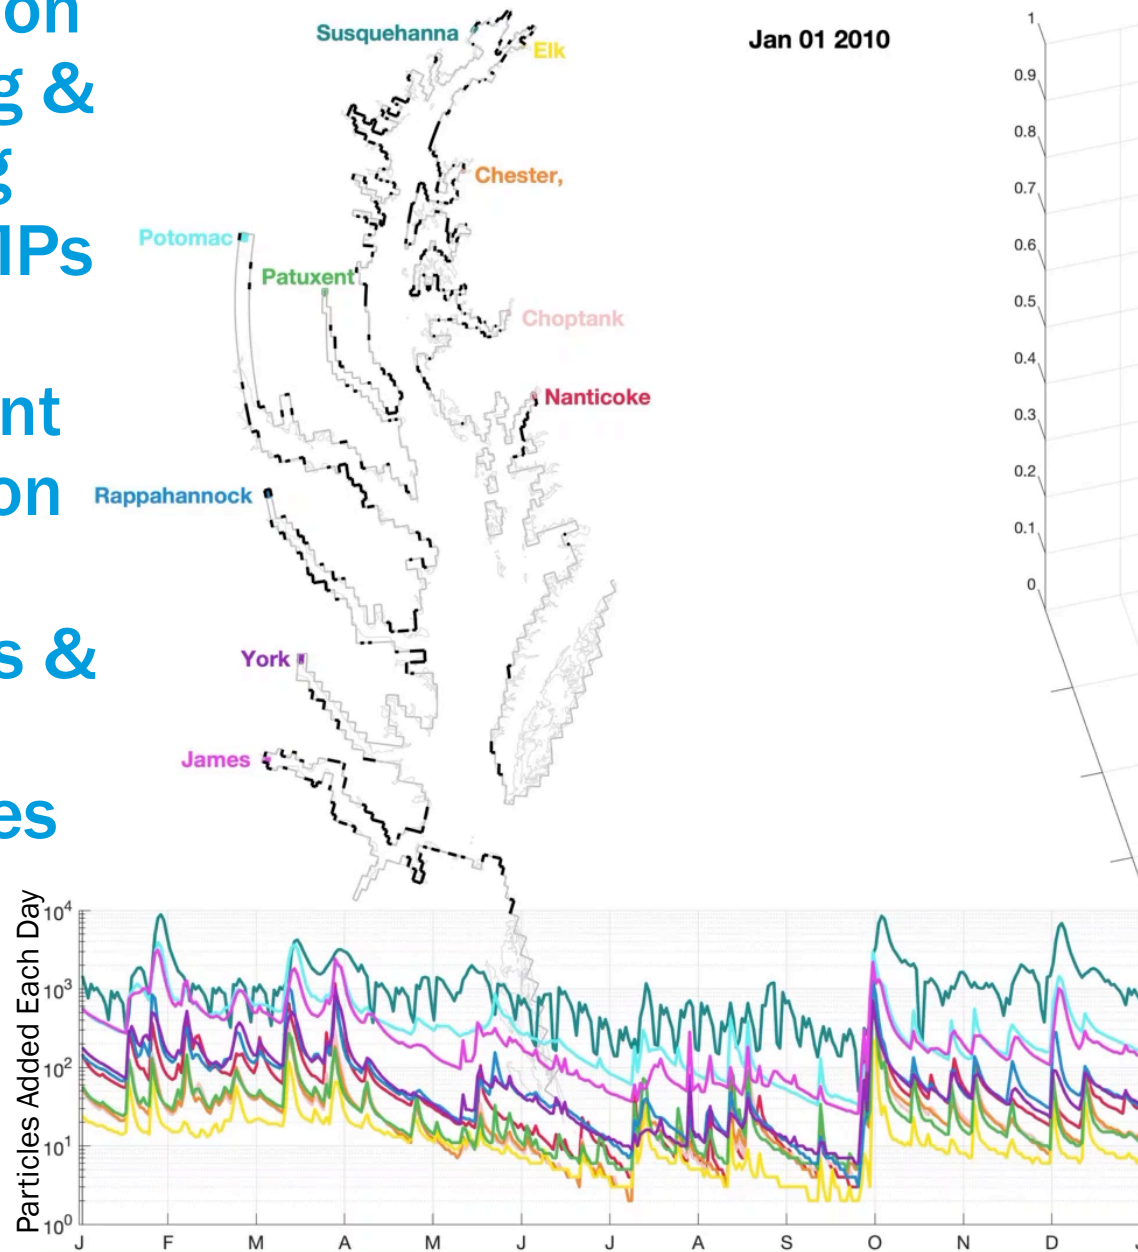 on
g &
g
IPs
nt
on
s &
es
Jan 01 2010
Susquehanna
Elk
Chester,
Potomac
Patuxent
Choptank
Nanticoke
Rappahannock
York
James
1
0.9
0.8
0.7
0.6
0.5
0.4
0.3
0.2
0.1
0
Particles Added Each Day
10⁴
10³
10²
10¹
10⁰
J F M A M J J A S O N D J